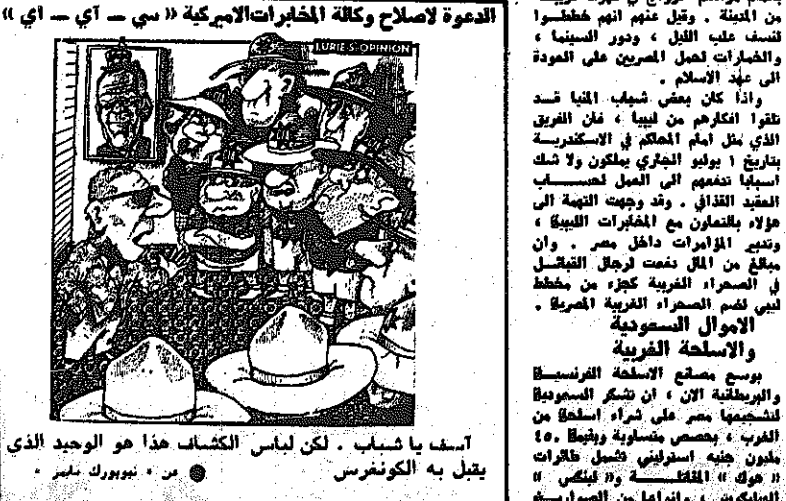 الدعوة لاصلاح وكالة المخابرات الاميركية « سي ــ آي ــ اي »
LURIE'S OPINION
آسف يا شباب . لكن لباس الكشاف هذا هو الوحيد الذي
يقبل به الكونغرس
● عن « نيويورك تايمز »
من المدينة . وقيل عنهم انهم خططوا
لنسف علب الليل ، ودور السينما ،
والخمارات لحمل المصريين على العودة
الى عهد الاسلام .
واذا كان بعض شباب المنيا قد
تلقوا افكارهم من ليبيا ، فان الفريق
الذي مثل امام المحاكم في الاسكندرية
بتاريخ ١ يوليو الجاري يملكون ولا شك
اسبابا تدفعهم الى العمل لحساب
العقيد القذافي . وقد وجهت التهمة الى
هؤلاء بالتعاون مع المخابرات الليبية ،
وتدبير المؤامرات داخل مصر . وان
مبالغ من المال دفعت لرجال القبائل
في الصحراء الغربية كجزء من مخطط
ليبي لضم الصحراء الغربية المصرية .
الاموال السعودية
والاسلحة الغربية
بوسع مصانع الاسلحة الفرنسية
والبريطانية الان ، ان تشكر السعودية
لتشجيعها مصر على شراء اسلحة من
الغرب ، بحصص متساوية وبقيمة ٤٥٠
مليون جنيه استرليني تشمل طائرات
« هوك » المقاتلة و« لينكس »